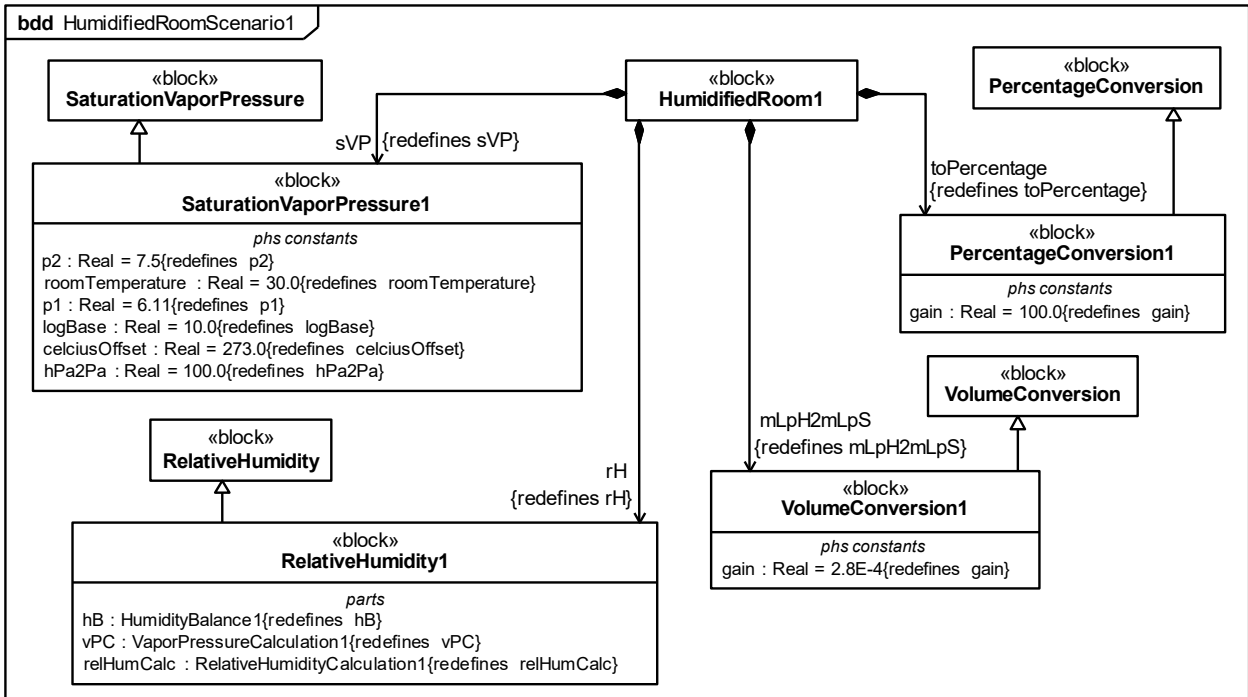 bdd HumidifiedRoomScenario1
«block»
SaturationVaporPressure
«block»
HumidifiedRoom1
«block»
PercentageConversion
sVP {redefines sVP}
toPercentage
{redefines toPercentage}
«block»
SaturationVaporPressure1
phs constants
p2 : Real = 7.5{redefines p2}
roomTemperature : Real = 30.0{redefines roomTemperature}
p1 : Real = 6.11{redefines p1}
logBase : Real = 10.0{redefines logBase}
celciusOffset : Real = 273.0{redefines celciusOffset}
hPa2Pa : Real = 100.0{redefines hPa2Pa}
«block»
PercentageConversion1
phs constants
gain : Real = 100.0{redefines gain}
«block»
VolumeConversion
«block»
RelativeHumidity
mLpH2mLpS
{redefines mLpH2mLpS}
rH
{redefines rH}
«block»
VolumeConversion1
phs constants
gain : Real = 2.8E-4{redefines gain}
«block»
RelativeHumidity1
parts
hB : HumidityBalance1{redefines hB}
vPC : VaporPressureCalculation1{redefines vPC}
relHumCalc : RelativeHumidityCalculation1{redefines relHumCalc}